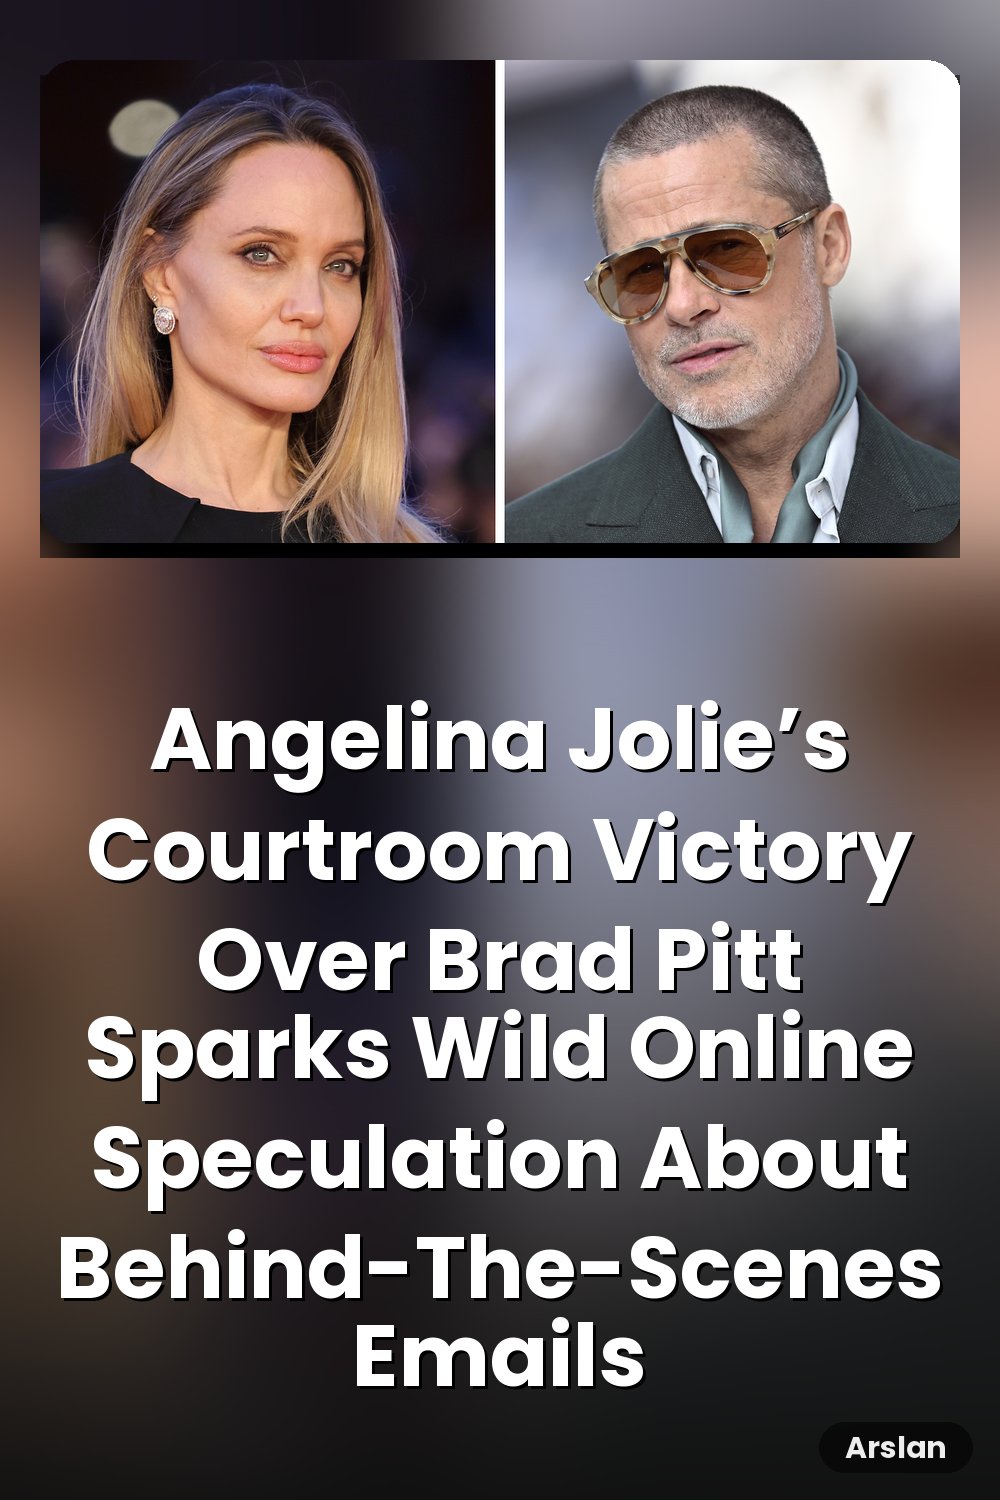 Angelina Jolie’s
Courtroom Victory
Over Brad Pitt
Sparks Wild Online
Speculation About
Behind-The-Scenes
Emails
Arslan